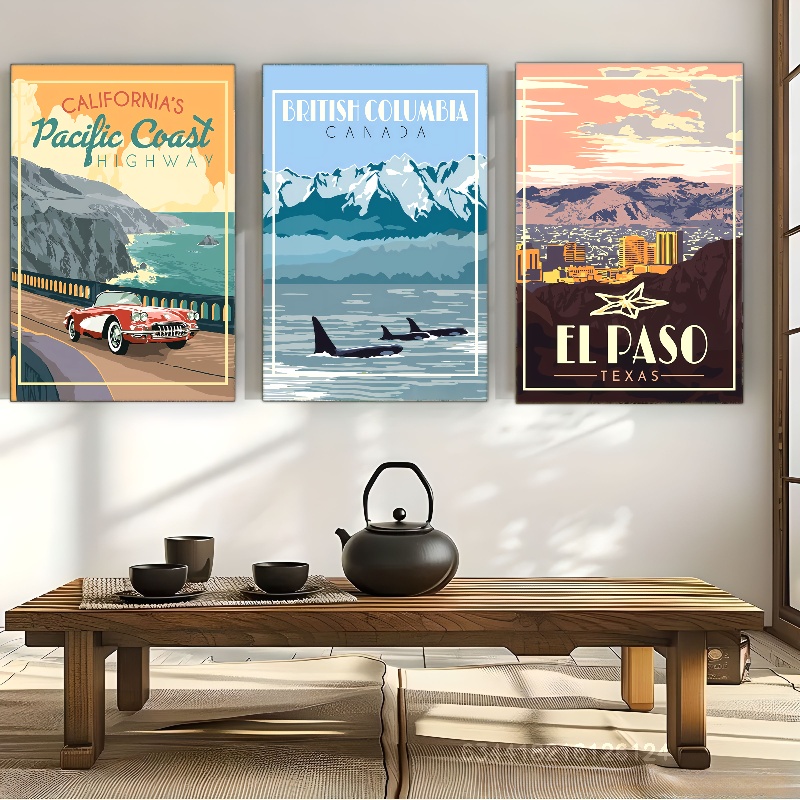 CALIFORNIA'S
Pacific Coast
HIGHWAY
BRITISH COLUMBIA
CANADA
EL PASO
TEXAS